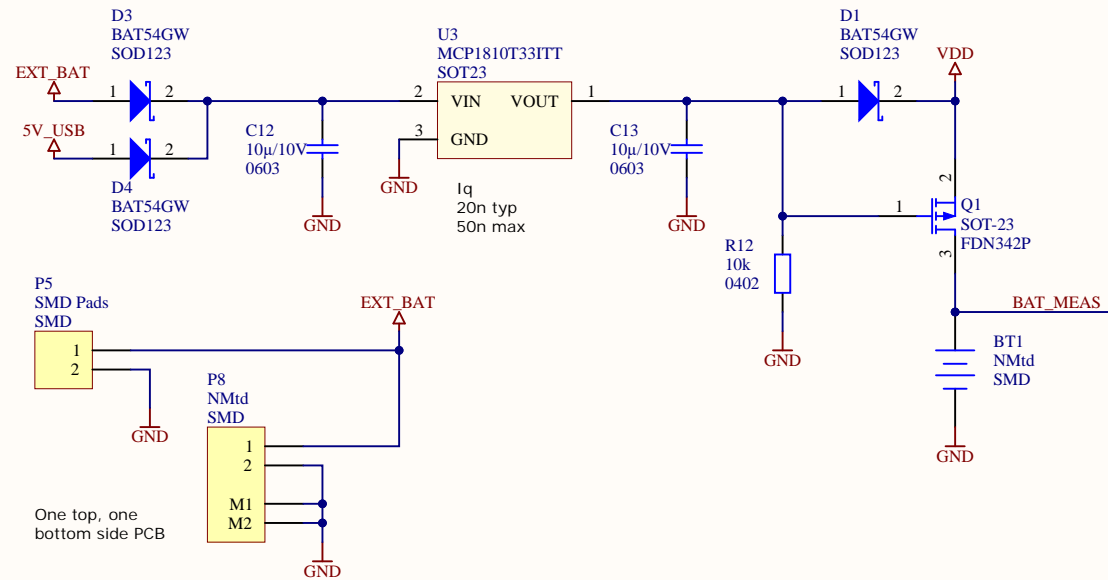 D3
BAT54GW
SOD123
EXT_BAT
1
2
5V_USB
1
2
D4
BAT54GW
SOD123
C12
10µ/10V
0603
GND
U3
MCP1810T33ITT
SOT23
2
VIN
VOUT
1
3
GND
GND
Iq
20n typ
50n max
C13
10µ/10V
0603
GND
D1
BAT54GW
SOD123
1
2
VDD
2
1
Q1
SOT-23
FDN342P
3
R12
10k
0402
GND
BAT_MEAS
BT1
NMtd
SMD
GND
P5
SMD Pads
SMD
1
2
GND
EXT_BAT
P8
NMtd
SMD
1
2
M1
M2
GND
One top, one
bottom side PCB